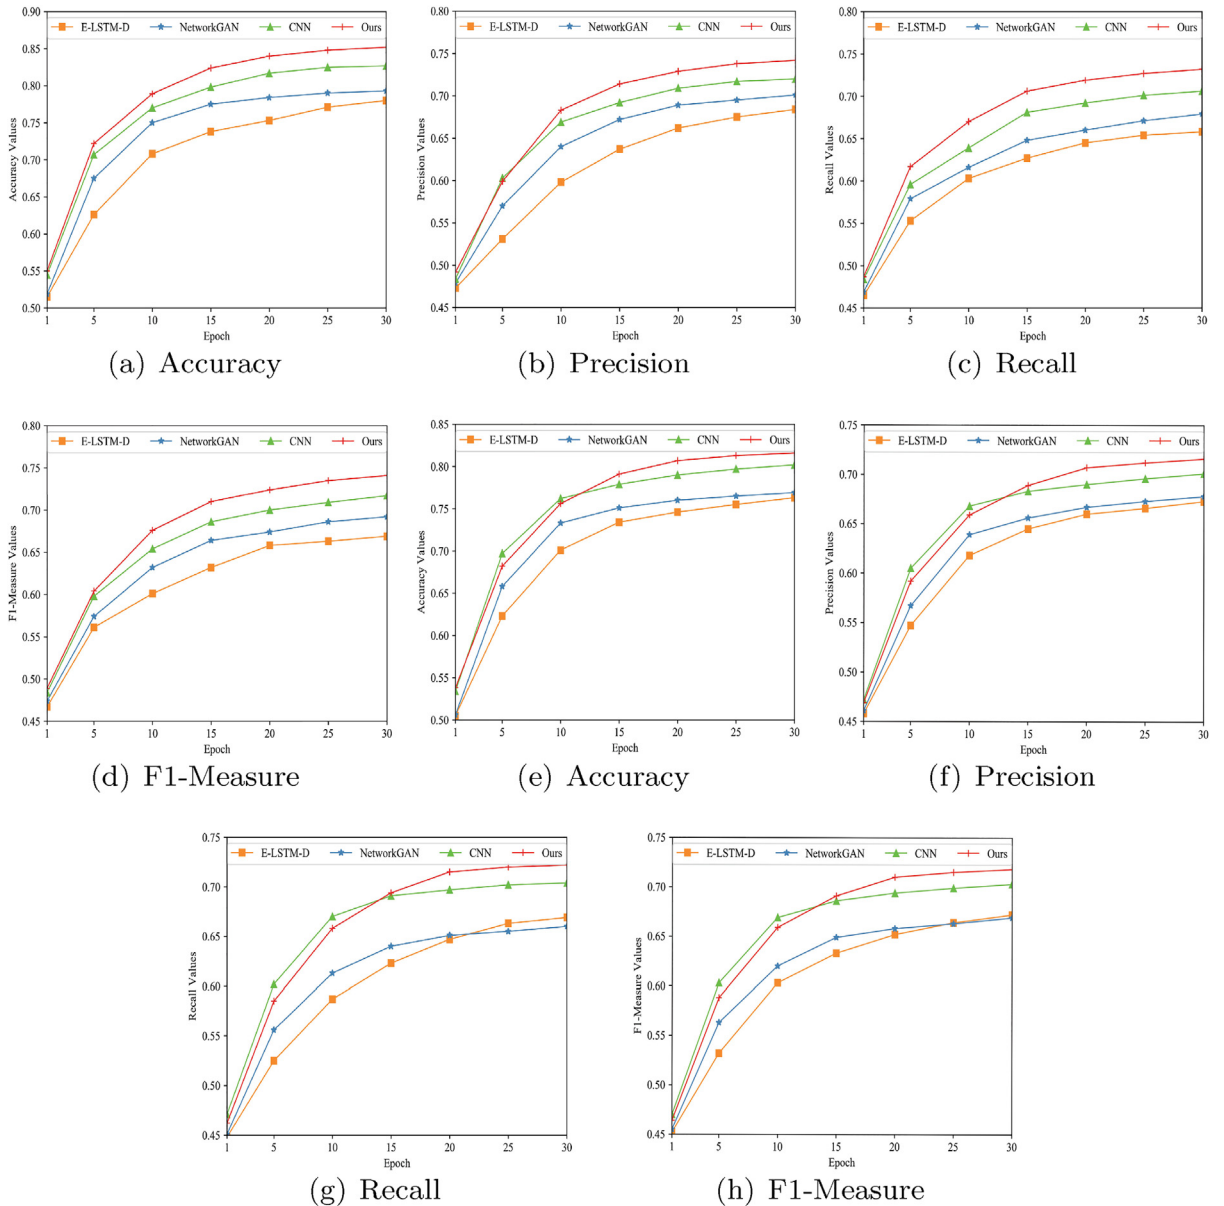 E-LSTM-D NetworkGAN CNN Ours
0.90
0.85
0.80
0.75
0.70
0.65
0.60
0.55
0.50
Accuracy Values
1 5 10 15 20 25 30
Epoch
(a) Accuracy
E-LSTM-D NetworkGAN CNN Ours
0.80
0.75
0.70
0.65
0.60
0.55
0.50
0.45
Precision Values
1 5 10 15 20 25 30
Epoch
(b) Precision
E-LSTM-D NetworkGAN CNN Ours
0.80
0.75
0.70
0.65
0.60
0.55
0.50
0.45
Recall Values
1 5 10 15 20 25 30
Epoch
(c) Recall
E-LSTM-D NetworkGAN CNN Ours
0.80
0.75
0.70
0.65
0.60
0.55
0.50
0.45
F1-Measure Values
1 5 10 15 20 25 30
Epoch
(d) F1-Measure
E-LSTM-D NetworkGAN CNN Ours
0.85
0.80
0.75
0.70
0.65
0.60
0.55
0.50
Accuracy Values
1 5 10 15 20 25 30
Epoch
(e) Accuracy
E-LSTM-D NetworkGAN CNN Ours
0.75
0.70
0.65
0.60
0.55
0.50
0.45
Precision Values
1 5 10 15 20 25 30
Epoch
(f) Precision
E-LSTM-D NetworkGAN CNN Ours
0.75
0.70
0.65
0.60
0.55
0.50
0.45
Recall Values
1 5 10 15 20 25 30
Epoch
(g) Recall
E-LSTM-D NetworkGAN CNN Ours
0.75
0.70
0.65
0.60
0.55
0.50
0.45
F1-Measure Values
1 5 10 15 20 25 30
Epoch
(h) F1-Measure